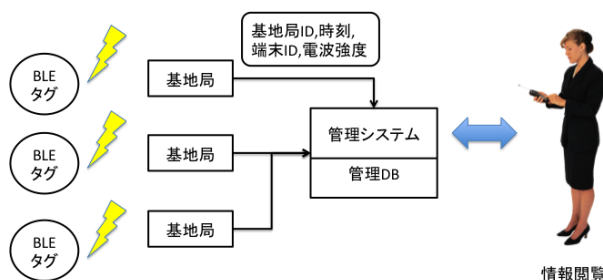 基地局ID,時刻,
端末ID,電波強度
BLE
タグ
基地局
BLE
タグ
基地局
管理システム
管理DB
BLE
タグ
基地局
情報閲覧